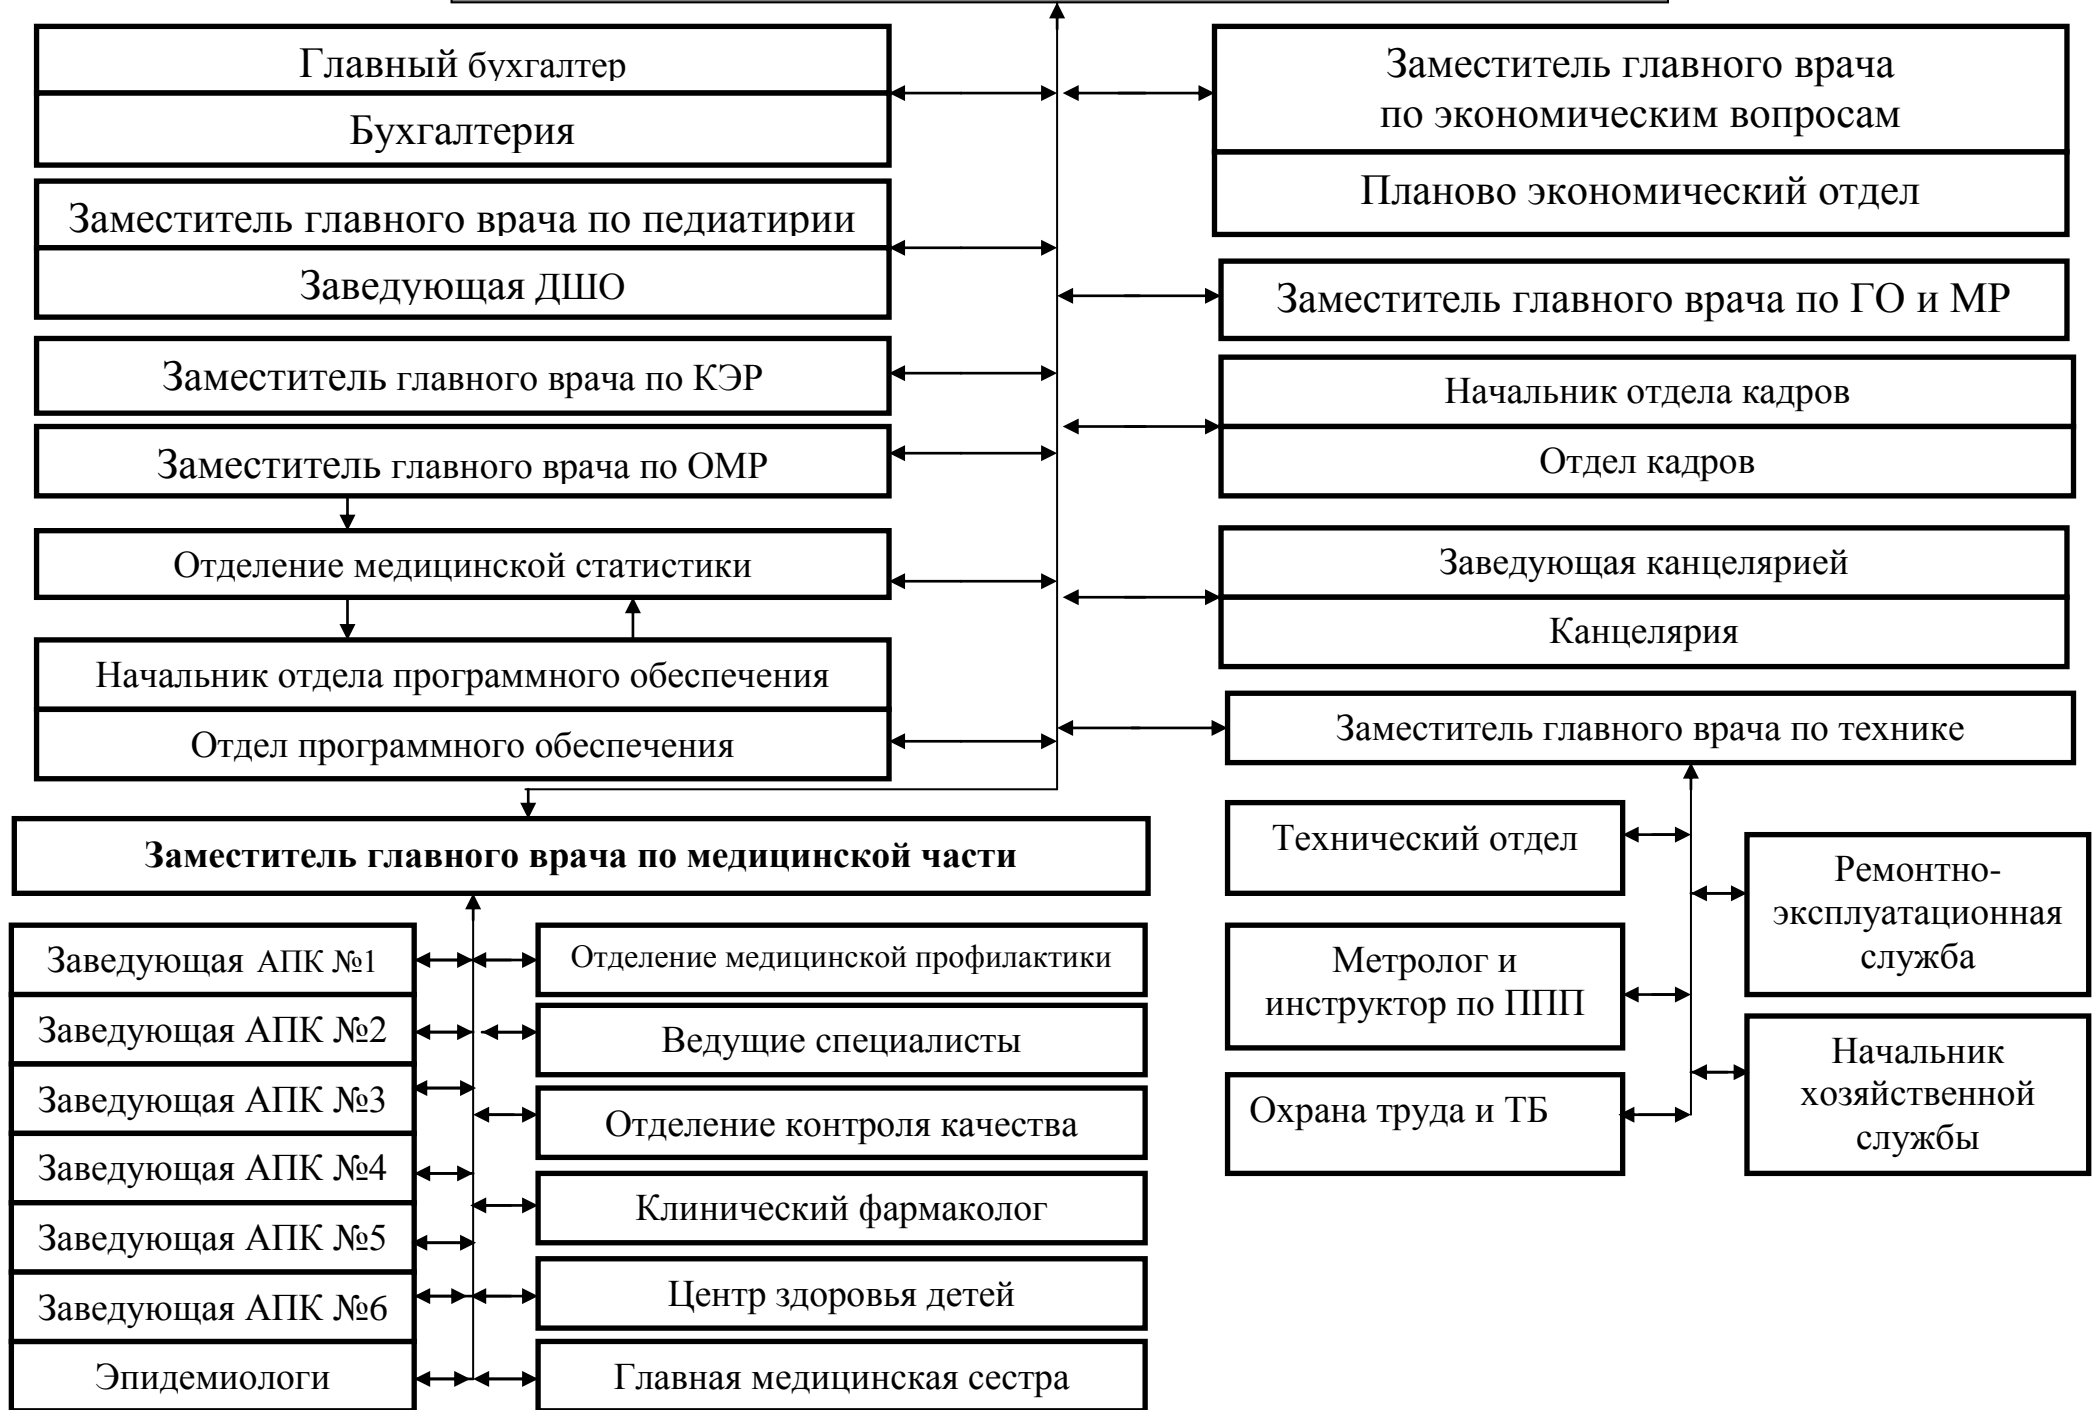 Главный бухгалтер
Бухгалтерия
Заместитель главного врача по педиатирии
Заведующая ДШО
Заместитель главного врача по КЭР
Заместитель главного врача по ОМР
Отделение медицинской статистики
Начальник отдела программного обеспечения
Отдел программного обеспечения
Заместитель главного врача
по экономическим вопросам
Планово экономический отдел
Заместитель главного врача по ГО и МР
Начальник отдела кадров
Отдел кадров
Заведующая канцелярией
Канцелярия
Заместитель главного врача по технике
Технический отдел
Метролог и
инструктор по ППП
Охрана труда и ТБ
Ремонтно-
эксплуатационная
служба
Начальник
хозяйственной
службы
Заместитель главного врача по медицинской части
Заведующая АПК №1
Заведующая АПК №2
Заведующая АПК №3
Заведующая АПК №4
Заведующая АПК №5
Заведующая АПК №6
Эпидемиологи
Отделение медицинской профилактики
Ведущие специалисты
Отделение контроля качества
Клинический фармаколог
Центр здоровья детей
Главная медицинская сестра